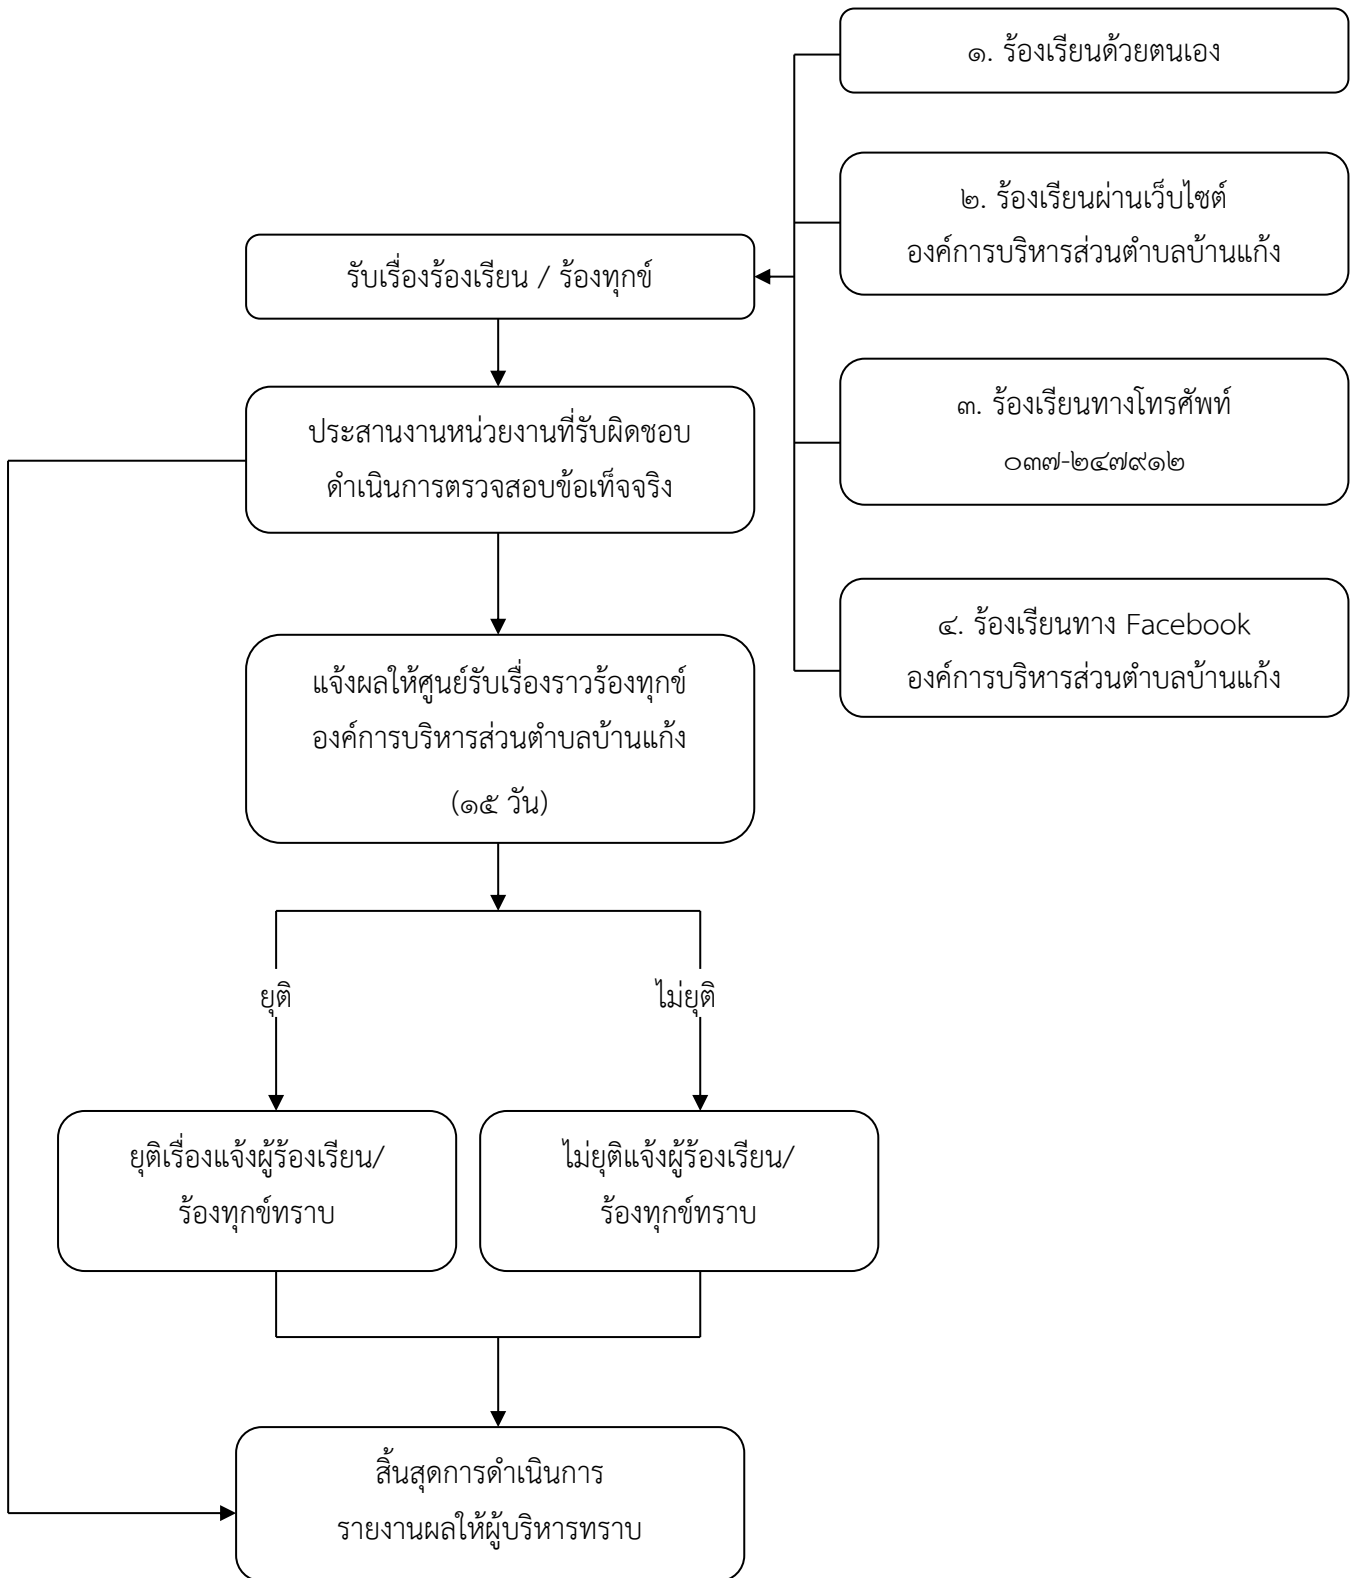 ๑. ร้องเรียนด้วยตนเอง
๒. ร้องเรียนผ่านเว็บไซต์
องค์การบริหารส่วนตำบลบ้านแก้ง
รับเรื่องร้องเรียน / ร้องทุกข์
๓. ร้องเรียนทางโทรศัพท์
๐๓๗-๒๔๗๙๑๒
ประสานงานหน่วยงานที่รับผิดชอบ
ดำเนินการตรวจสอบข้อเท็จจริง
๔. ร้องเรียนทาง Facebook
องค์การบริหารส่วนตำบลบ้านแก้ง
แจ้งผลให้ศูนย์รับเรื่องราวร้องทุกข์
องค์การบริหารส่วนตำบลบ้านแก้ง
(๑๕ วัน)
ยุติ
ไม่ยุติ
ยุติเรื่องแจ้งผู้ร้องเรียน/
ร้องทุกข์ทราบ
ไม่ยุติแจ้งผู้ร้องเรียน/
ร้องทุกข์ทราบ
สิ้นสุดการดำเนินการ
รายงานผลให้ผู้บริหารทราบ